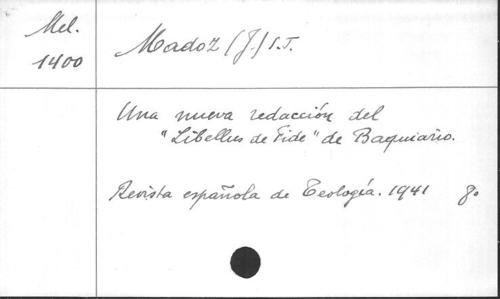 Mel.
1400
Madoz (J.) S.J.
Una nueva redacción del
"Libellus de Fide" de Baquiario.
Revista española de Teología. 1941 8º